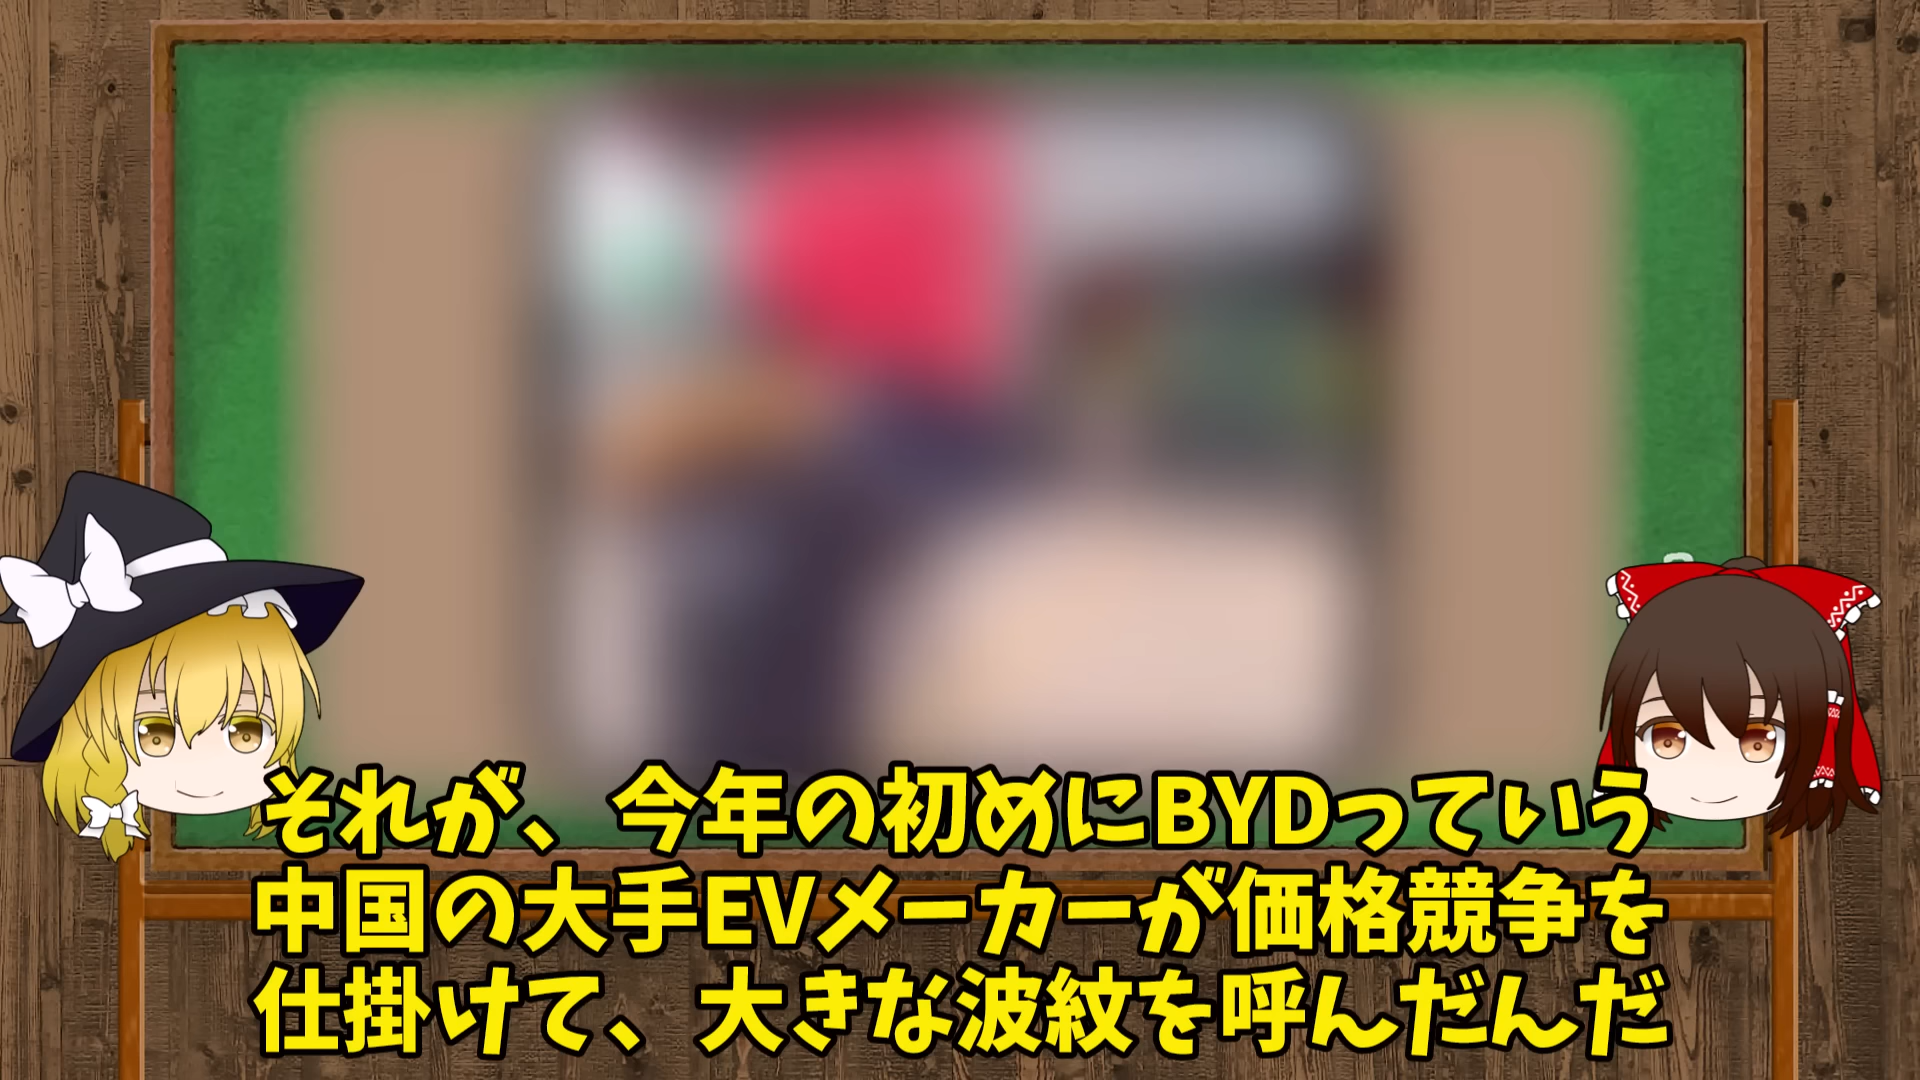 それが、今年の初めにBYDっていう
中国の大手EVメーカーが価格競争を
仕掛けて、大きな波紋を呼んだんだ